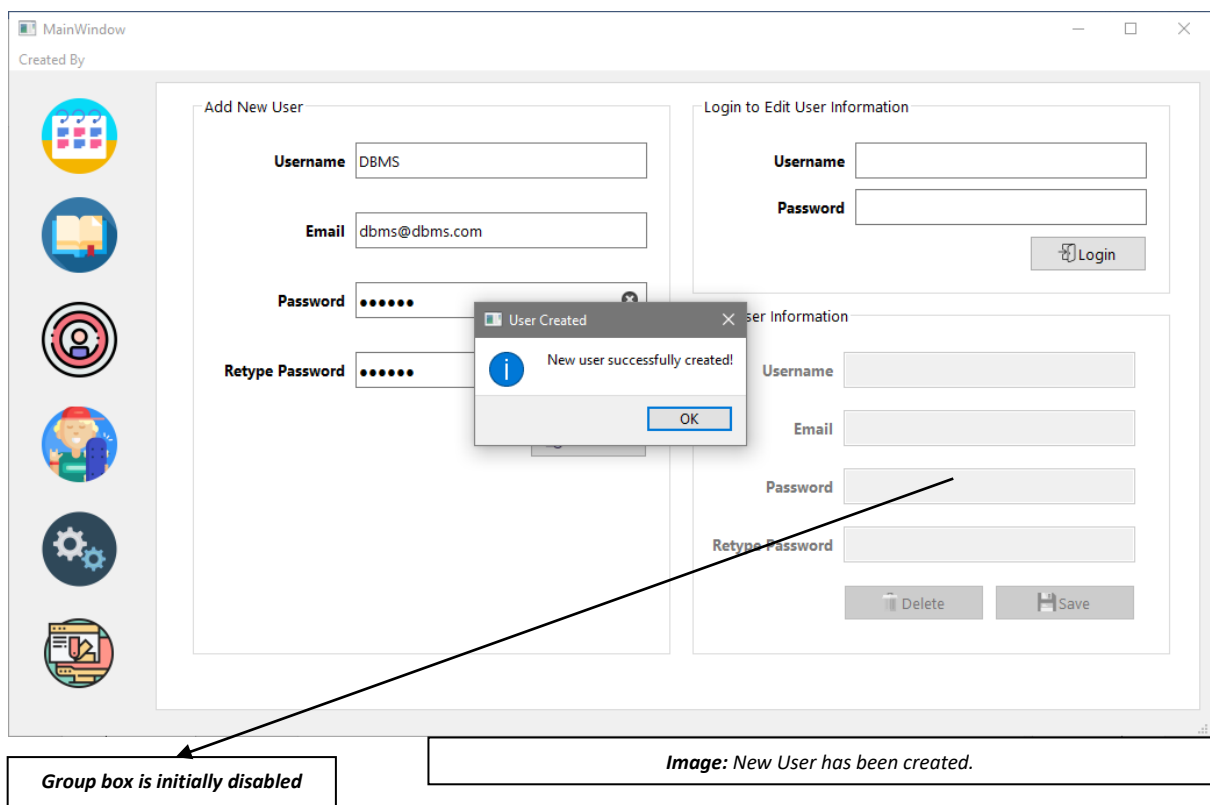 MainWindow
Created By
Add New User
Username DBMS
Email dbms@dbms.com
Password ●●●●●●
Retype Password ●●●●●●
Login to Edit User Information
Username
Password
Login
User Created
New user successfully created!
OK
ser Information
Username
Email
Password
Retype Password
Delete
Save
Group box is initially disabled
Image: New User has been created.